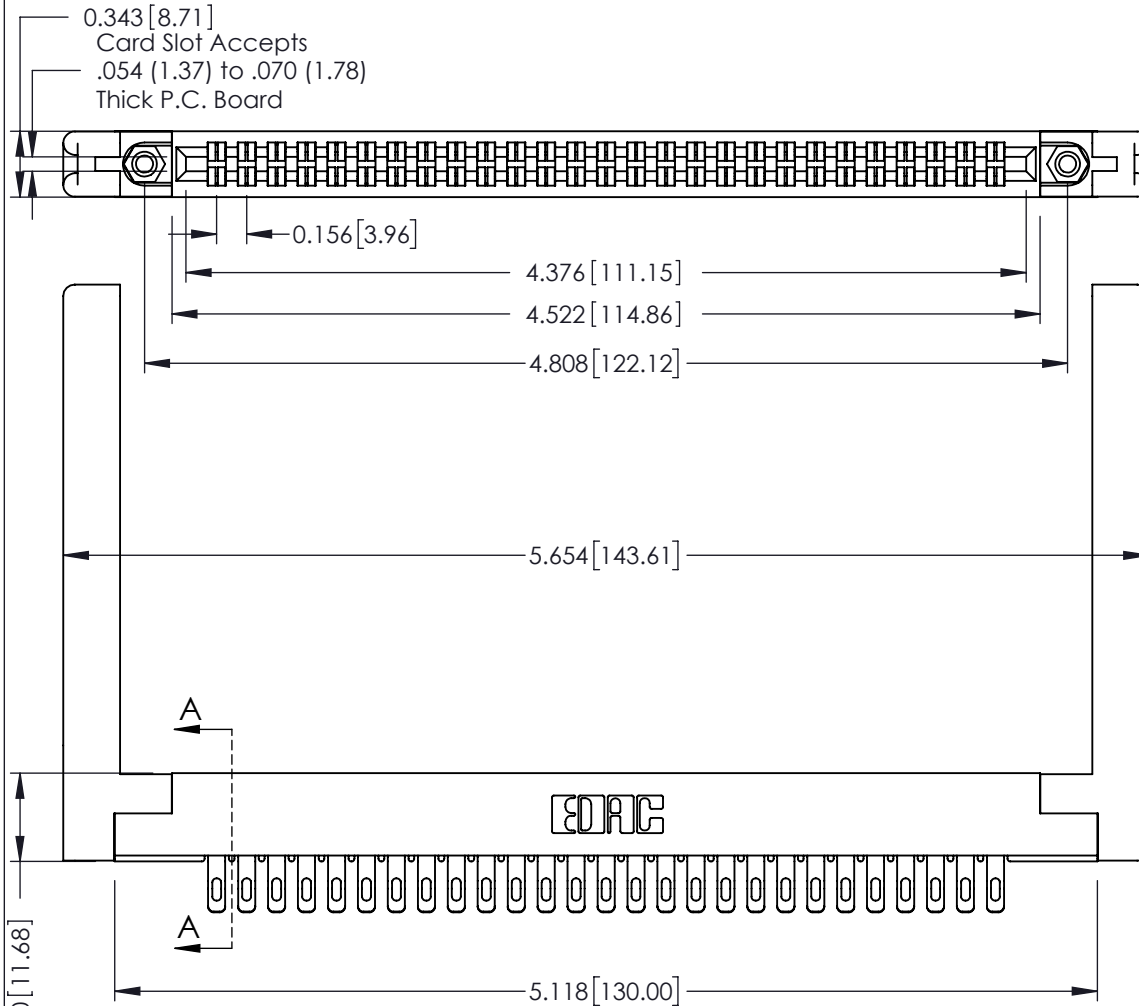 0.343[8.71]
Card Slot Accepts
.054 (1.37) to .070 (1.78)
Thick P.C. Board
0.156[3.96]
4.376[111.15]
4.522[114.86]
4.808[122.12]
5.654[143.61]
A
EDAC
A
[11.68]
5.118[130.00]